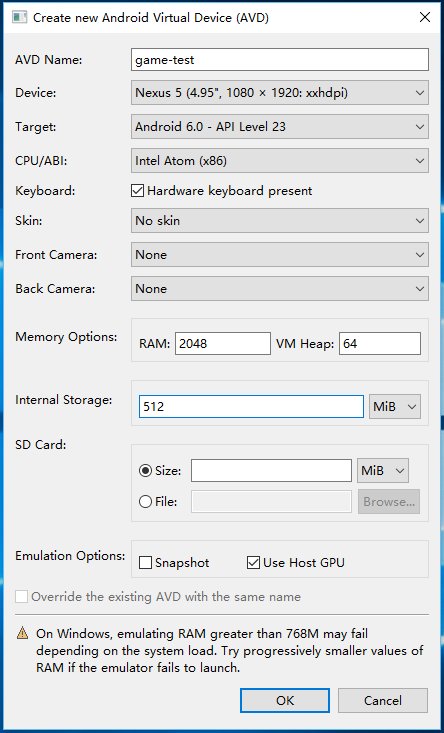 Create new Android Virtual Device (AVD)
AVD Name: game-test
Device: Nexus 5 (4.95", 1080 × 1920: xxhdpi)
Target: Android 6.0 - API Level 23
CPU/ABI: Intel Atom (x86)
Keyboard: Hardware keyboard present
Skin: No skin
Front Camera: None
Back Camera: None
Memory Options: RAM: 2048 VM Heap: 64
Internal Storage: 512 MiB
SD Card:
Size: MiB
File: Browse...
Emulation Options: Snapshot Use Host GPU
Override the existing AVD with the same name
On Windows, emulating RAM greater than 768M may fail
depending on the system load. Try progressively smaller values of
RAM if the emulator fails to launch.
OK Cancel